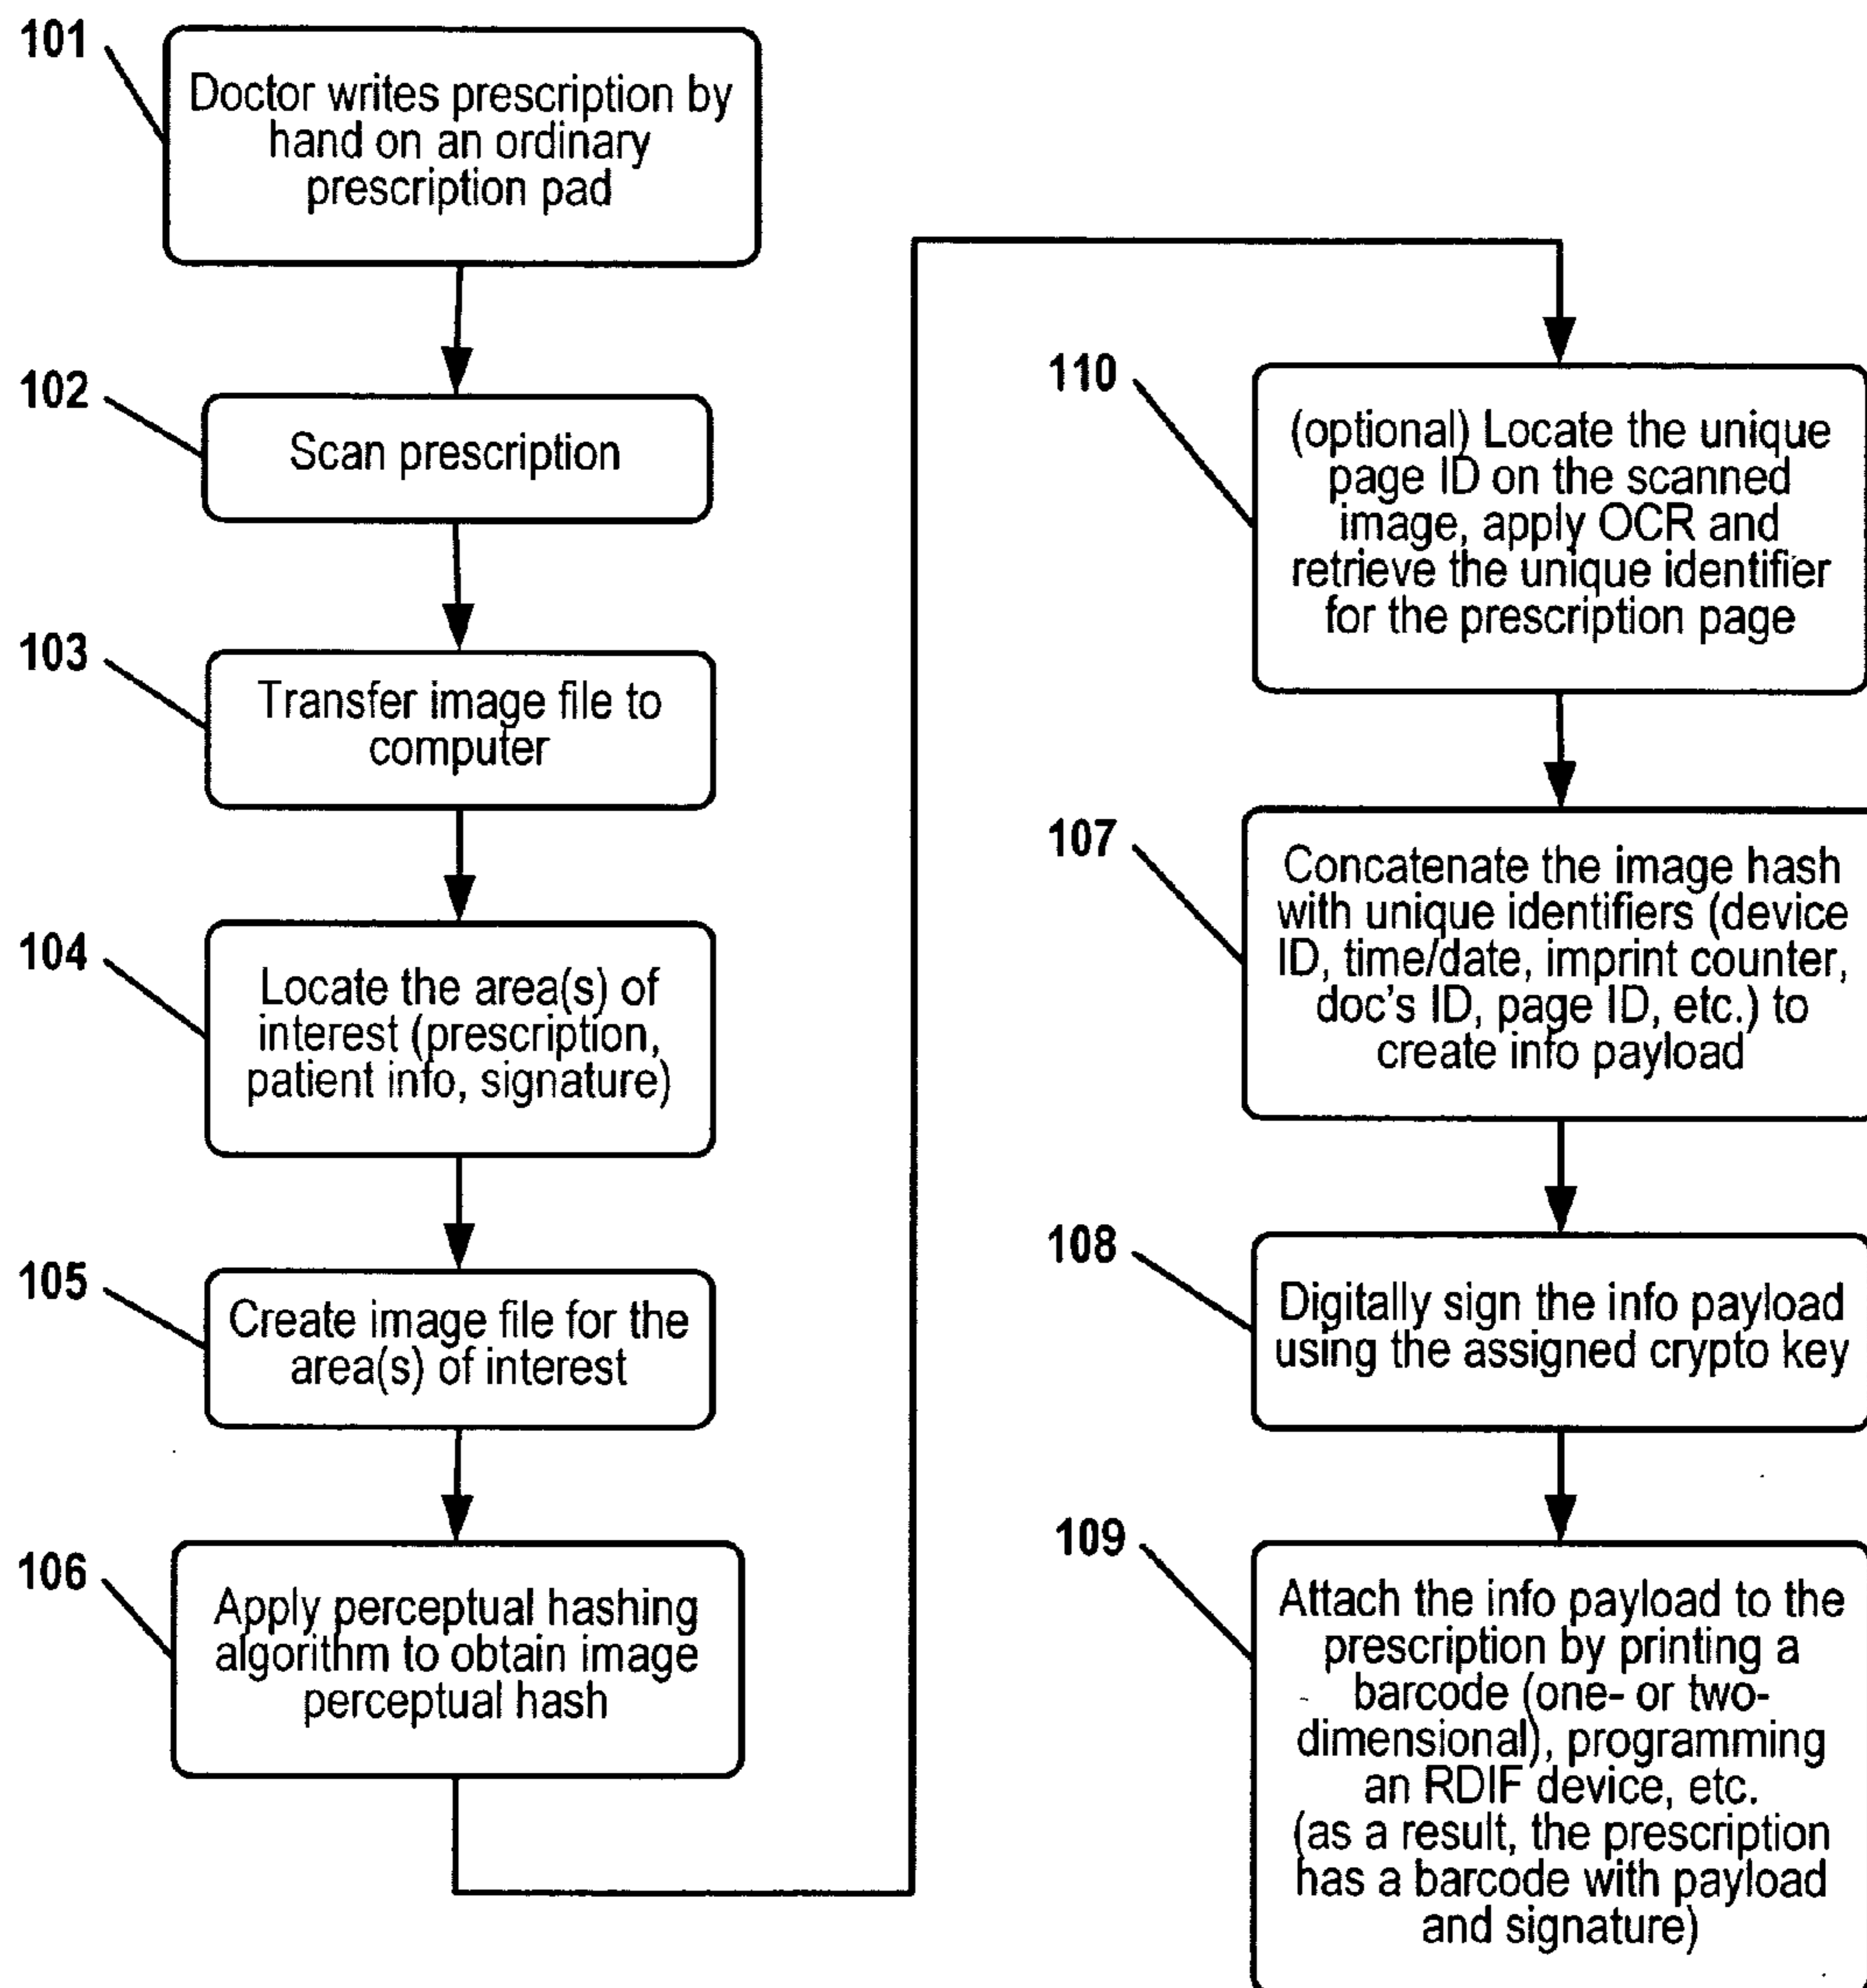 101
Doctor writes prescription by
hand on an ordinary
prescription pad
102
Scan prescription
103
Transfer image file to
computer
104
Locate the area(s) of
interest (prescription,
patient info, signature)
105
Create image file for the
area(s) of interest
106
Apply perceptual hashing
algorithm to obtain image
perceptual hash
110
(optional) Locate the unique
page ID on the scanned
image, apply OCR and
retrieve the unique identifier
for the prescription page
107
Concatenate the image hash
with unique identifiers (device
ID, time/date, imprint counter,
doc's ID, page ID, etc.) to
create info payload
108
Digitally sign the info payload
using the assigned crypto key
109
Attach the info payload to the
prescription by printing a
barcode (one- or two-
dimensional), programming
an RDIF device, etc.
(as a result, the prescription
has a barcode with payload
and signature)